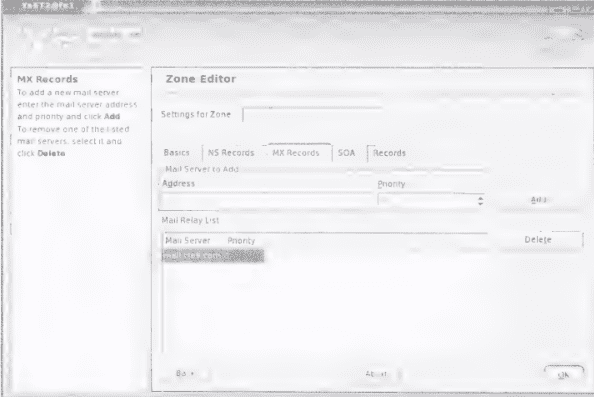 YaST2@fe1
MX Records
To add a new mail server,
enter the mail server address
and priority and click Add.
To remove one of the listed
mail servers, select it and
click Delete.
Zone Editor
Settings for Zone
Basics NS Records MX Records SOA Records
Mail Server to Add
Address Priority
Add
Mail Relay List
Mail Server Priority
Delete
Back Abort OK